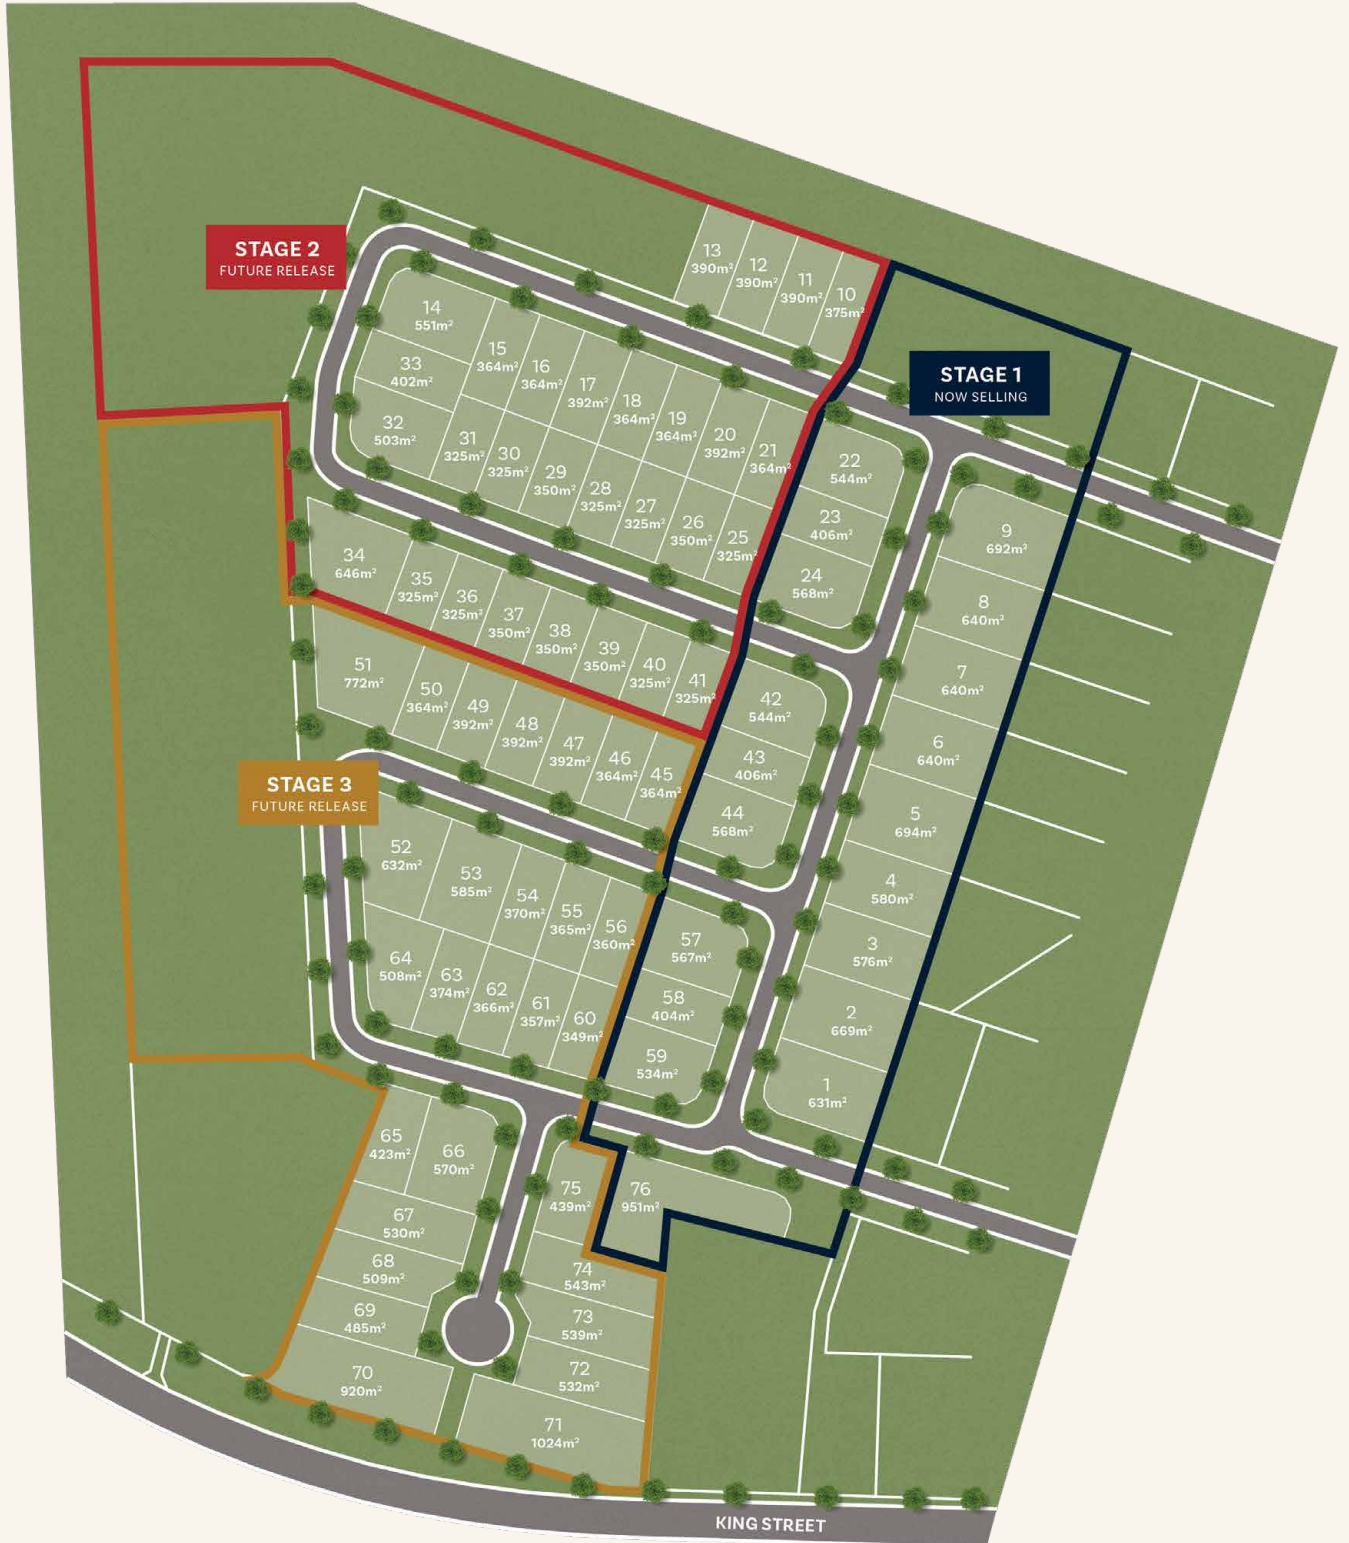 STAGE 2
FUTURE RELEASE
13
390m²
12
390m²
11
390m²
10
375m²
STAGE 1
NOW SELLING
14
551m²
33
402m²
32
503m²
15
364m²
16
364m²
17
392m²
18
364m²
19
364m²
20
392m²
21
364m²
31
325m²
30
325m²
29
350m²
28
325m²
27
325m²
26
350m²
25
325m²
22
544m²
23
406m²
24
568m²
9
692m²
8
640m²
7
640m²
6
640m²
5
694m²
4
580m²
3
576m²
2
669m²
1
631m²
34
646m²
35
325m²
36
325m²
37
350m²
38
350m²
39
350m²
40
325m²
41
325m²
42
544m²
43
406m²
44
568m²
51
772m²
50
364m²
49
392m²
48
392m²
47
392m²
46
364m²
45
364m²
STAGE 3
FUTURE RELEASE
52
632m²
53
585m²
54
370m²
55
365m²
56
360m²
57
567m²
58
404m²
59
534m²
64
508m²
63
374m²
62
366m²
61
357m²
60
349m²
65
423m²
66
570m²
67
530m²
68
509m²
69
485m²
70
920m²
75
439m²
76
951m²
74
543m²
73
539m²
72
532m²
71
1024m²
KING STREET